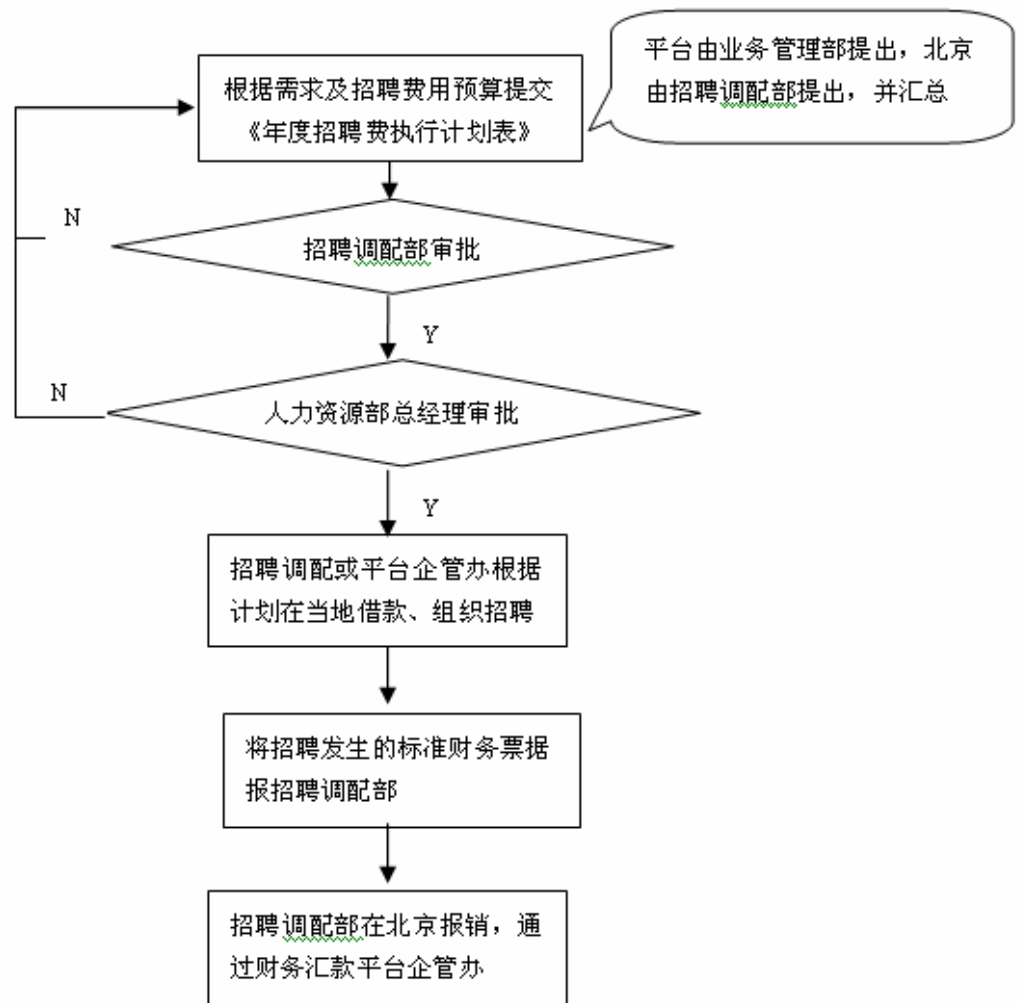 平台由业务管理部提出，北京
由招聘调配部提出，并汇总
根据需求及招聘费用预算提交
《年度招聘费执行计划表》
N
招聘调配部审批
Y
N
人力资源部总经理审批
Y
招聘调配或平台企管办根据
计划在当地借款、组织招聘
将招聘发生的标准财务票据
报招聘调配部
招聘调配部在北京报销，通
过财务汇款平台企管办